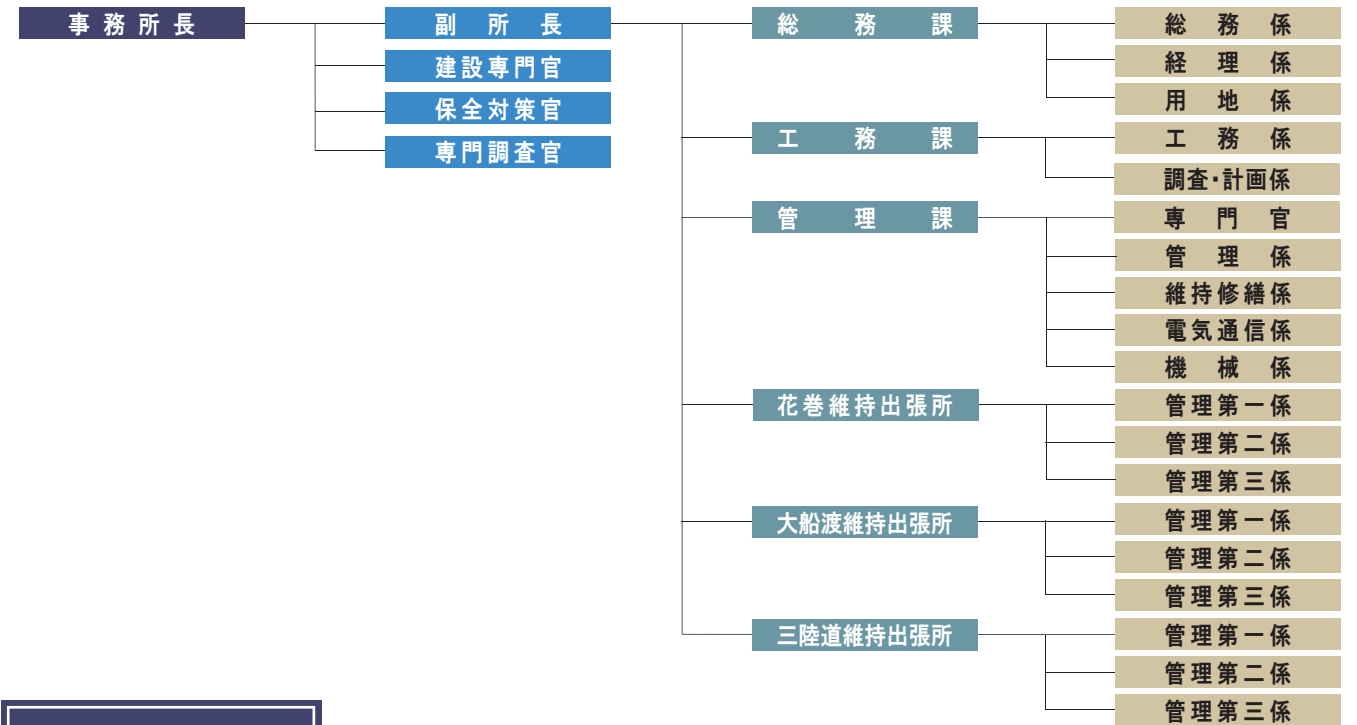 事務所長
副所長
建設専門官
保全対策官
専門調査官
総務課
総務係
経理係
用地係
工務課
工務係
調査・計画係
管理課
専門官
管理係
維持修繕係
電気通信係
機械係
花巻維持出張所
管理第一係
管理第二係
管理第三係
大船渡維持出張所
管理第一係
管理第二係
管理第三係
三陸道維持出張所
管理第一係
管理第二係
管理第三係